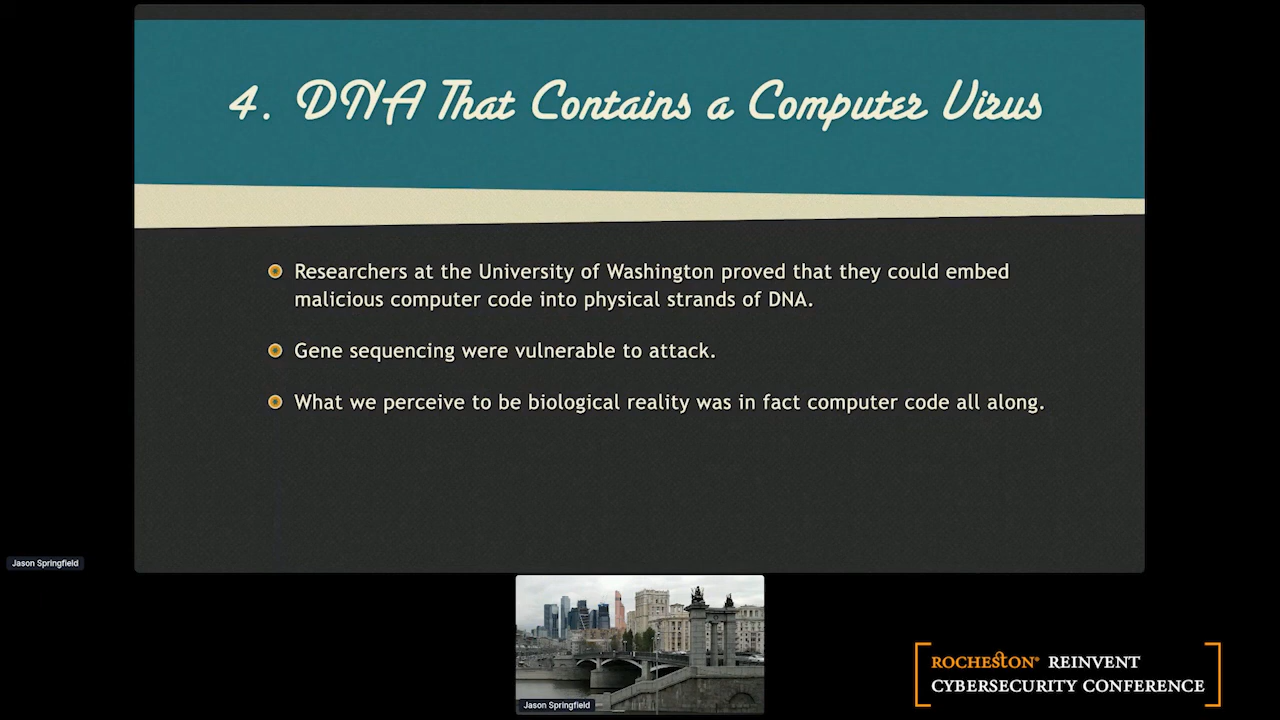 4. DNA That Contains a Computer Virus
Researchers at the University of Washington proved that they could embed
malicious computer code into physical strands of DNA.
Gene sequencing were vulnerable to attack.
What we perceive to be biological reality was in fact computer code all along.
Jason Springfield
Jason Springfield
ROCHESTON® REINVENT
CYBERSECURITY CONFERENCE